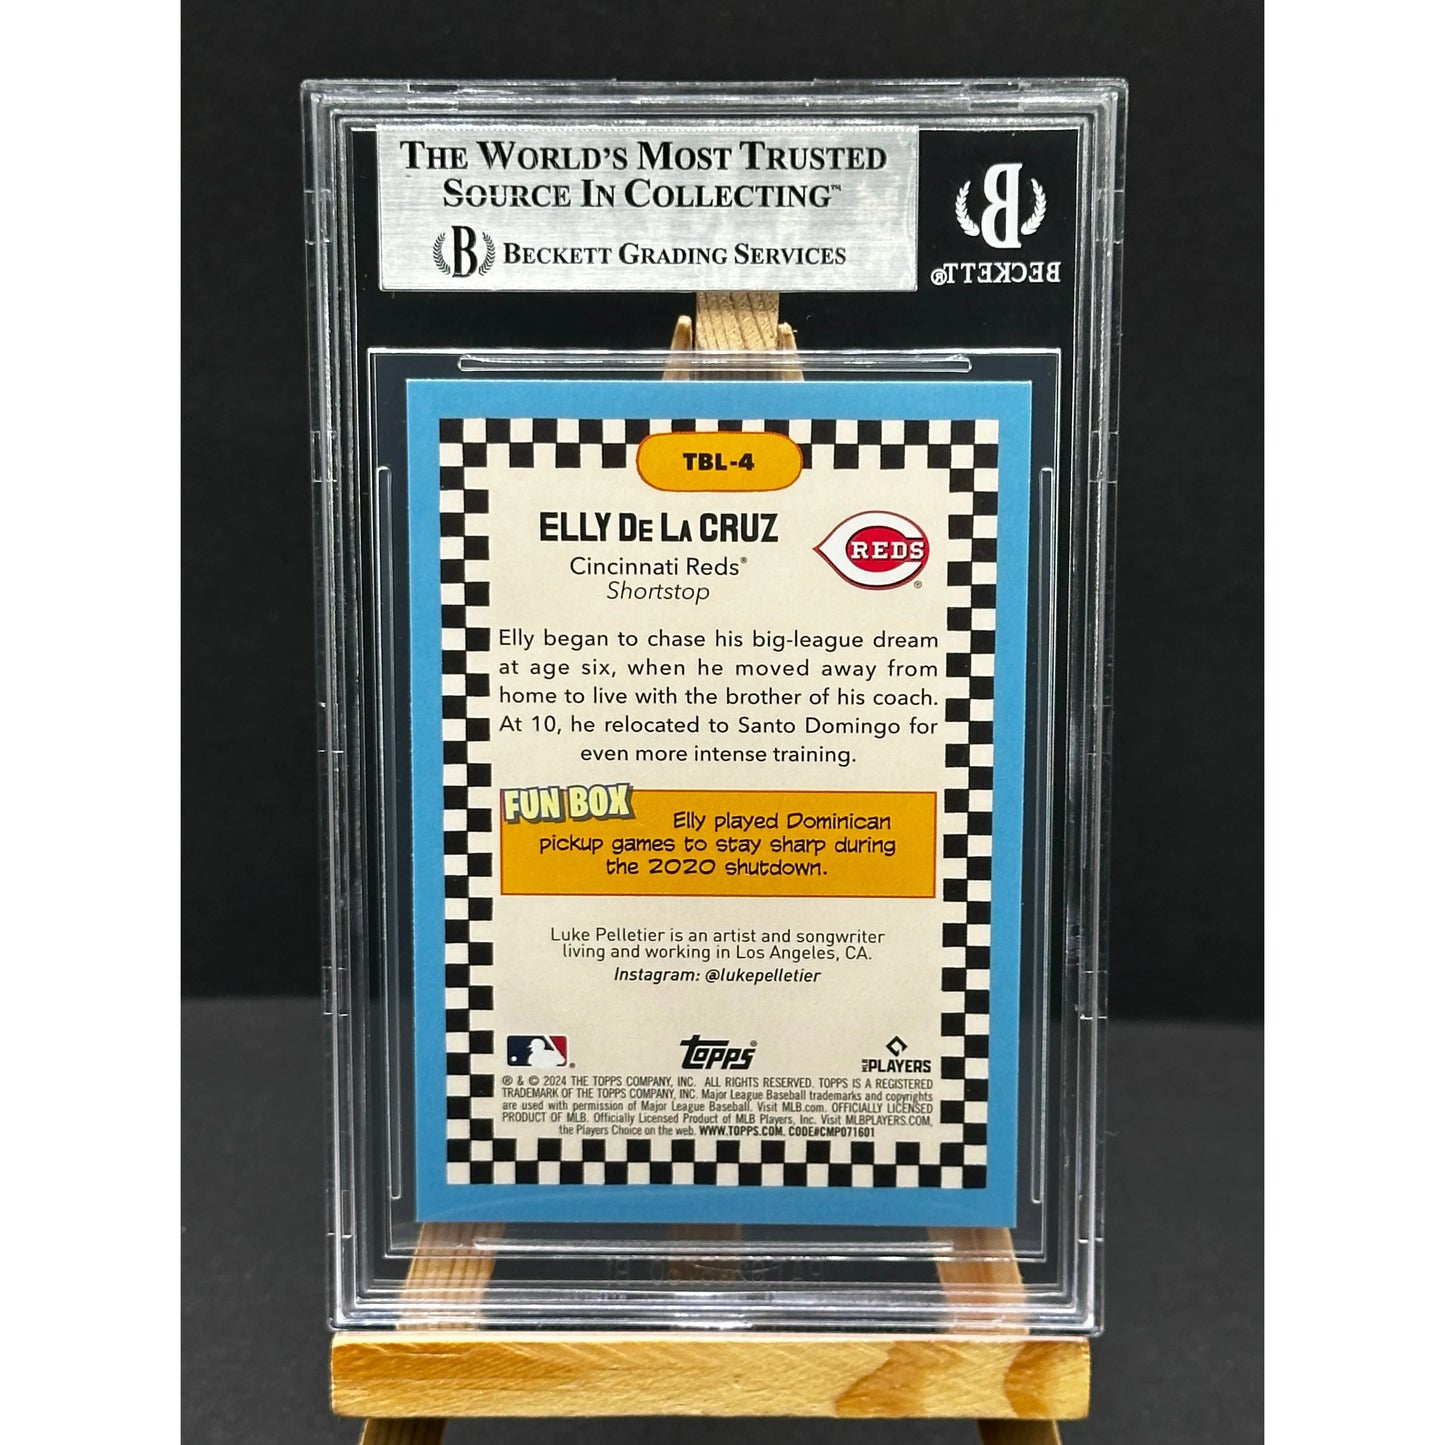 THE WORLD'S MOST TRUSTED
SOURCE IN COLLECTING™
B BECKETT GRADING SERVICES
B
BECKETT®
TBL-4
ELLY DE LA CRUZ
Cincinnati Reds®
Shortstop
REDS
®
Elly began to chase his big-league dream
at age six, when he moved away from
home to live with the brother of his coach.
At 10, he relocated to Santo Domingo for
even more intense training.
FUN BOX
Elly played Dominican
pickup games to stay sharp during
the 2020 shutdown.
Luke Pelletier is an artist and songwriter
living and working in Los Angeles, CA.
Instagram: @lukepelletier
®
topps®
MLB PLAYERS
® & © 2024 THE TOPPS COMPANY, INC. ALL RIGHTS RESERVED. TOPPS IS A REGISTERED
TRADEMARK OF THE TOPPS COMPANY, INC. Major League Baseball trademarks and copyrights
are used with permission of Major League Baseball. Visit MLB.com. OFFICIALLY LICENSED
PRODUCT OF MLB. Officially Licensed Product of MLB Players, Inc. Visit MLBPLAYERS.COM,
the Players Choice on the web. WWW.TOPPS.COM. CODE#CMP071601